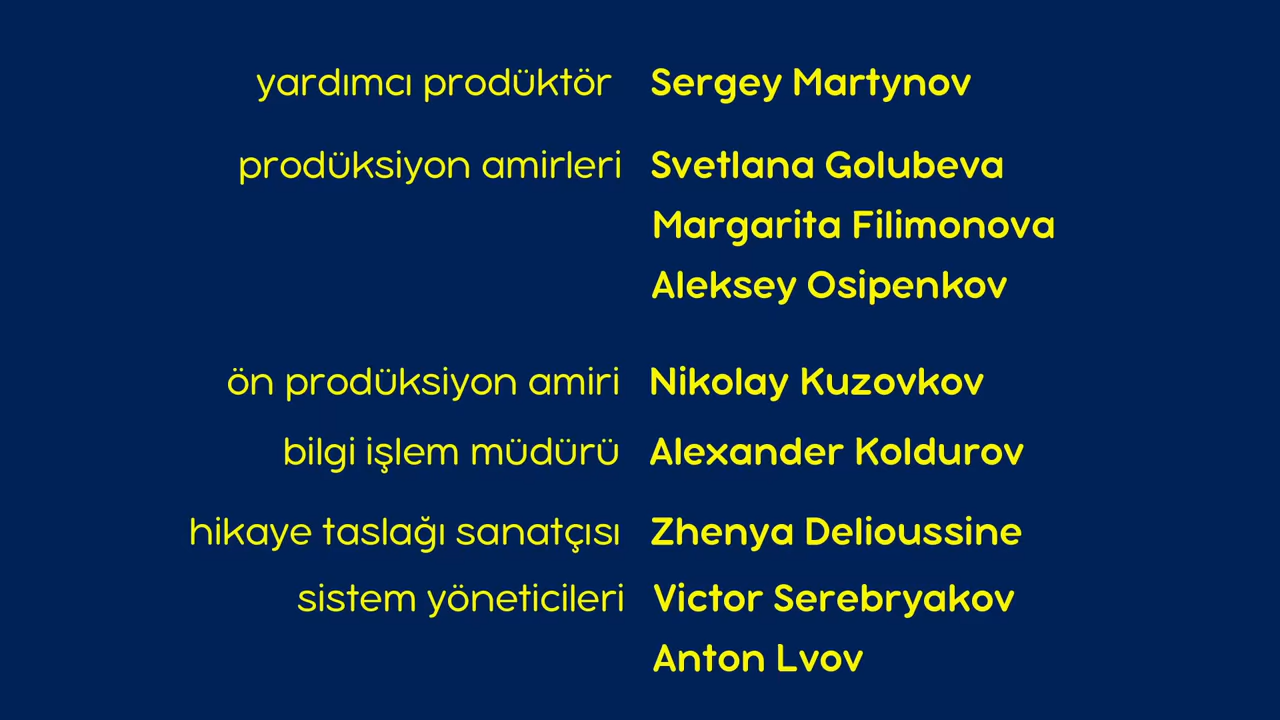 yardımcı prodüktör Sergey Martynov
prodüksiyon amirleri Svetlana Golubeva
Margarita Filimonova
Aleksey Osipenkov
ön prodüksiyon amiri Nikolay Kuzovkov
bilgi işlem müdürü Alexander Koldurov
hikaye taslağı sanatçısı Zhenya Delioussine
sistem yöneticileri Victor Serebryakov
Anton Lvov